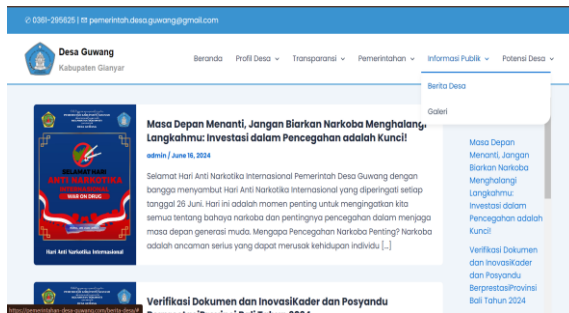 0361-295625 | pemerintah.desa.guwang@gmail.com
Desa Guwang
Kabupaten Gianyar
Beranda Profil Desa Transparansi Pemerintahan Informasi Publik Potensi Desa
Berita Desa
Galeri
SELAMAT HARI
ANTI NARKOTIKA
INTERNASIONAL
WAR ON DRUG
Hari Anti Narkotika Internasional
Masa Depan Menanti, Jangan Biarkan Narkoba Menghalangi
Langkahmu: Investasi dalam Pencegahan adalah Kunci!
admin / June 16, 2024
Selamat Hari Anti Narkotika Internasional Pemerintah Desa Guwang dengan
bangga menyambut Hari Anti Narkotika Internasional yang diperingati setiap
tanggal 26 Juni. Hari ini adalah momen penting untuk mengingatkan kita
semua tentang bahaya narkoba dan pentingnya pencegahan dalam menjaga
masa depan generasi muda. Mengapa Pencegahan Narkoba Penting? Narkoba
adalah ancaman serius yang dapat merusak kehidupan individu [...]
Masa Depan
Menanti, Jangan
Biarkan Narkoba
Menghalangi
Langkahmu:
Investasi dalam
Pencegahan adalah
Kunci!
Verifikasi Dokumen
dan InovasiKader
dan Posyandu
BerprestasiProvinsi
Bali Tahun 2024
Verifikasi Dokumen dan InovasiKader dan Posyandu
BerprestasiProvinsi Bali Tahun 2024
https://pemerintahan-desa-guwang.com/berita-desa/#